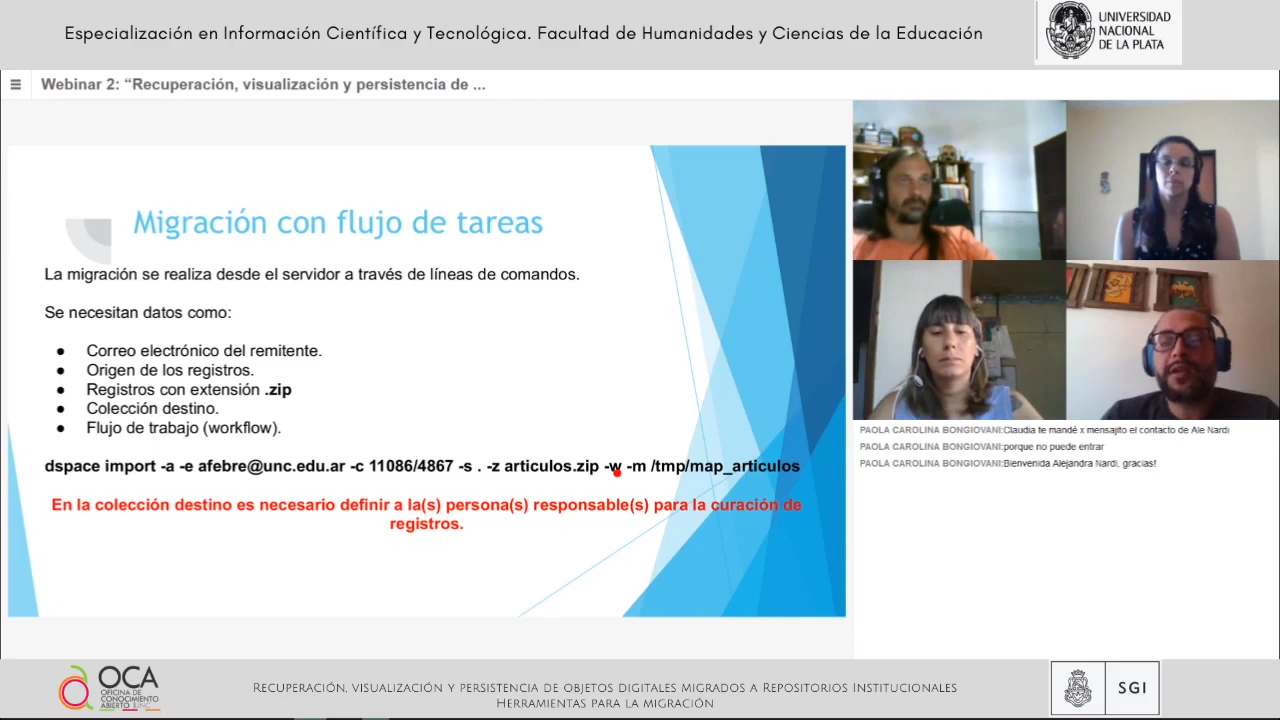 Especialización en Información Científica y Tecnológica. Facultad de Humanidades y Ciencias de la Educación
UNIVERSIDAD
NACIONAL
DE LA PLATA
Webinar 2: “Recuperación, visualización y persistencia de ...
Migración con flujo de tareas
La migración se realiza desde el servidor a través de líneas de comandos.
Se necesitan datos como:
● Correo electrónico del remitente.
● Origen de los registros.
● Registros con extensión .zip
● Colección destino.
● Flujo de trabajo (workflow).
dspace import -a -e afebre@unc.edu.ar -c 11086/4867 -s . -z articulos.zip -w -m /tmp/map_articulos
En la colección destino es necesario definir a la(s) persona(s) responsable(s) para la curación de
registros.
PAOLA CAROLINA BONGIOVANI:Claudia te mandé x mensajito el contacto de Ale Nardi
PAOLA CAROLINA BONGIOVANI:porque no puede entrar
PAOLA CAROLINA BONGIOVANI:Bienvenida Alejandra Nardi, gracias!
OCA
OFICINA DE
CONOCIMIENTO
ABIERTO UNC
Recuperación, visualización y persistencia de objetos digitales migrados a Repositorios Institucionales
Herramientas para la migración
SGI